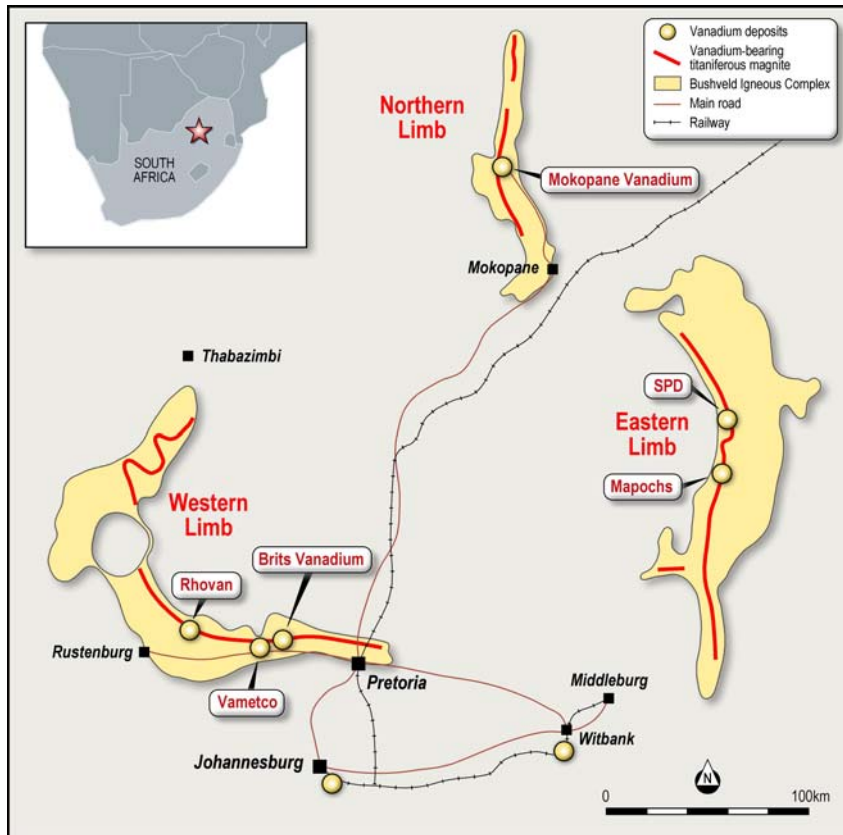 SOUTH
AFRICA
Vanadium deposits
Vanadium-bearing
titaniferous magnite
Bushveld Igneous Complex
Main road
Railway
Northern
Limb
Mokopane Vanadium
Mokopane
Thabazimbi
SPD
Eastern
Limb
Mapochs
Western
Limb
Brits Vanadium
Rhovan
Rustenburg
Vametco
Pretoria
Middleburg
Witbank
Johannesburg
N
0
100km